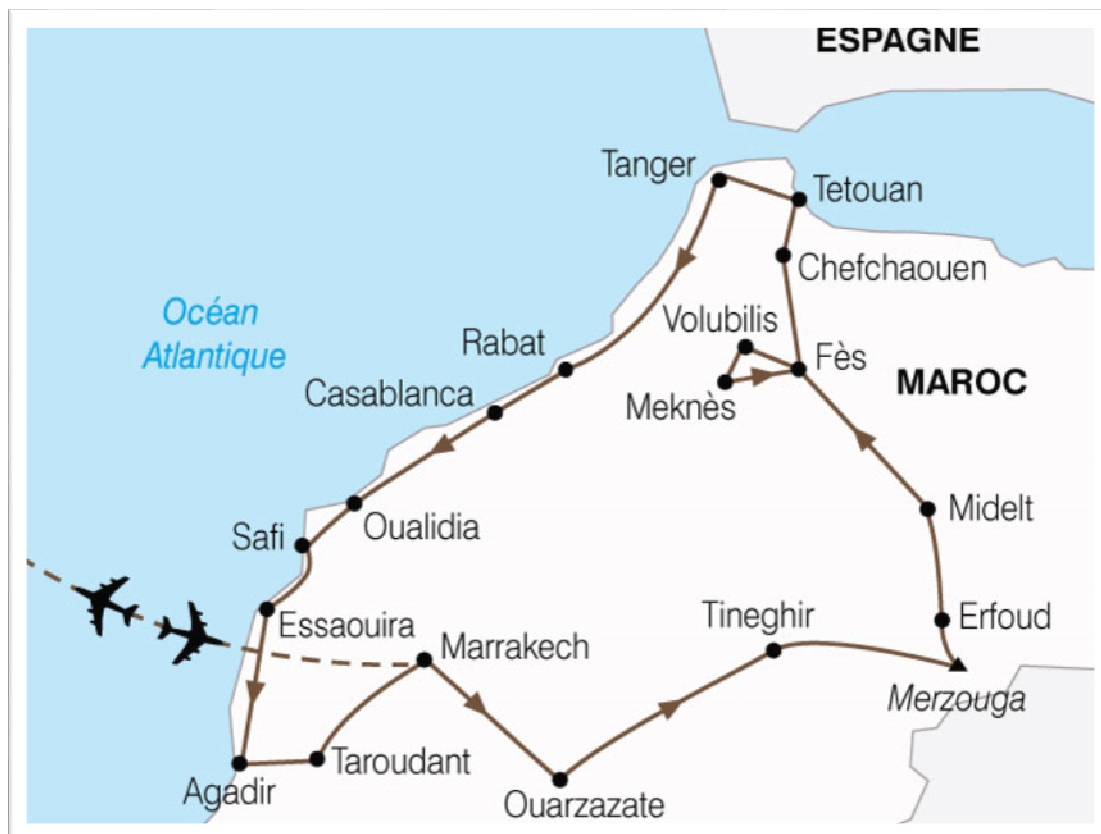 ESPAGNE
Tanger
Tetouan
Chefchaouen
Océan
Atlantique
Volubilis
Rabat
Fès
MAROC
Casablanca
Meknès
Oualidia
Midelt
Safi
Essaouira
Tineghir
Erfoud
Marrakech
Merzouga
Taroudant
Agadir
Ouarzazate